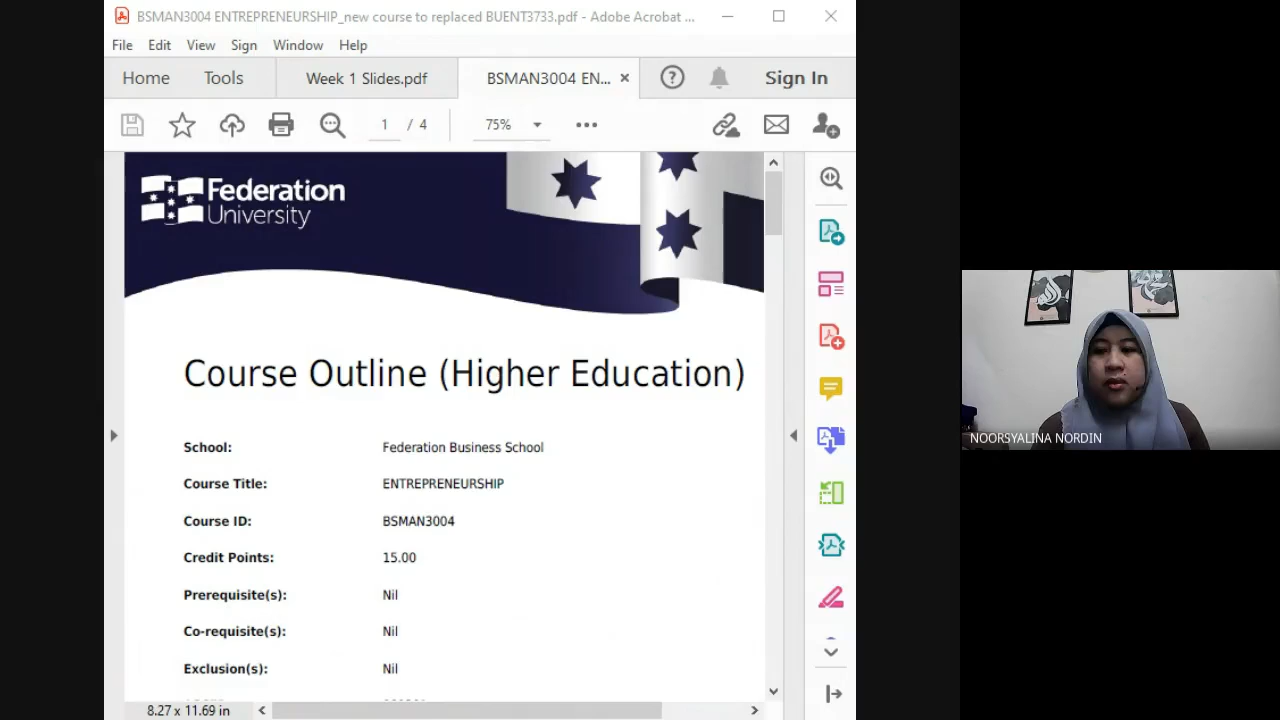 BSMAN3004 ENTREPRENEURSHIP_new course to replaced BUENT3733.pdf - Adobe Acrobat ...
File Edit View Sign Window Help
Home Tools Week 1 Slides.pdf BSMAN3004 EN... Sign In
1 / 4 75%
Federation
University
Course Outline (Higher Education)
School: Federation Business School
Course Title: ENTREPRENEURSHIP
Course ID: BSMAN3004
Credit Points: 15.00
Prerequisite(s): Nil
Co-requisite(s): Nil
Exclusion(s): Nil
8.27 x 11.69 in
NOORSYALINA NORDIN